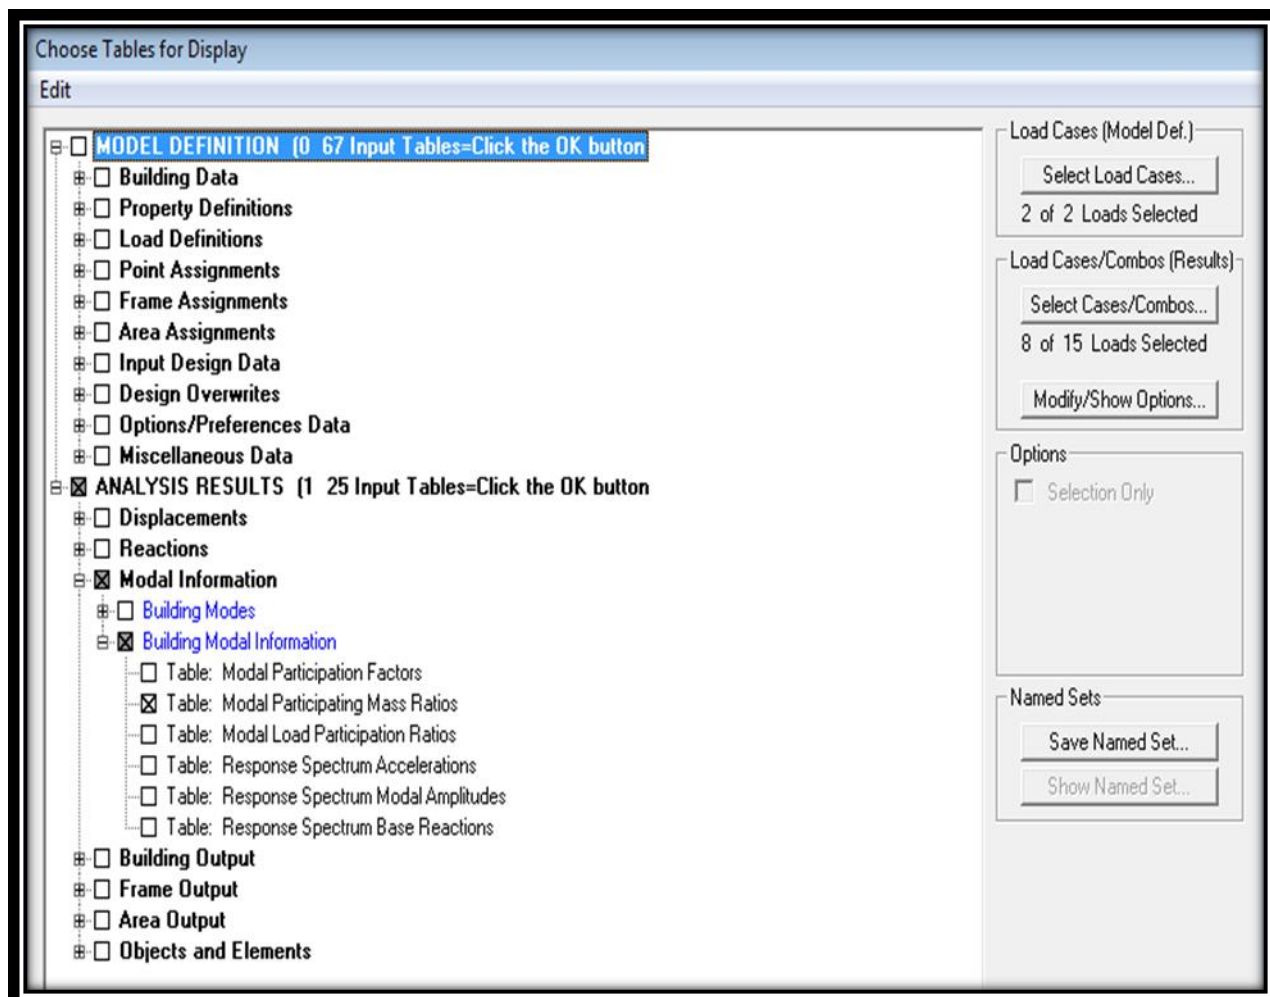 Choose Tables for Display
Edit
MODEL DEFINITION (0 67 Input Tables=Click the OK button
Building Data
Property Definitions
Load Definitions
Point Assignments
Frame Assignments
Area Assignments
Input Design Data
Design Overwrites
Options/Preferences Data
Miscellaneous Data
ANALYSIS RESULTS (1 25 Input Tables=Click the OK button
Displacements
Reactions
Modal Information
Building Modes
Building Modal Information
Table: Modal Participation Factors
Table: Modal Participating Mass Ratios
Table: Modal Load Participation Ratios
Table: Response Spectrum Accelerations
Table: Response Spectrum Modal Amplitudes
Table: Response Spectrum Base Reactions
Building Output
Frame Output
Area Output
Objects and Elements
Load Cases (Model Def.)
Select Load Cases...
2 of 2 Loads Selected
Load Cases/Combos (Results)
Select Cases/Combos...
8 of 15 Loads Selected
Modify/Show Options...
Options
Selection Only
Named Sets
Save Named Set...
Show Named Set...